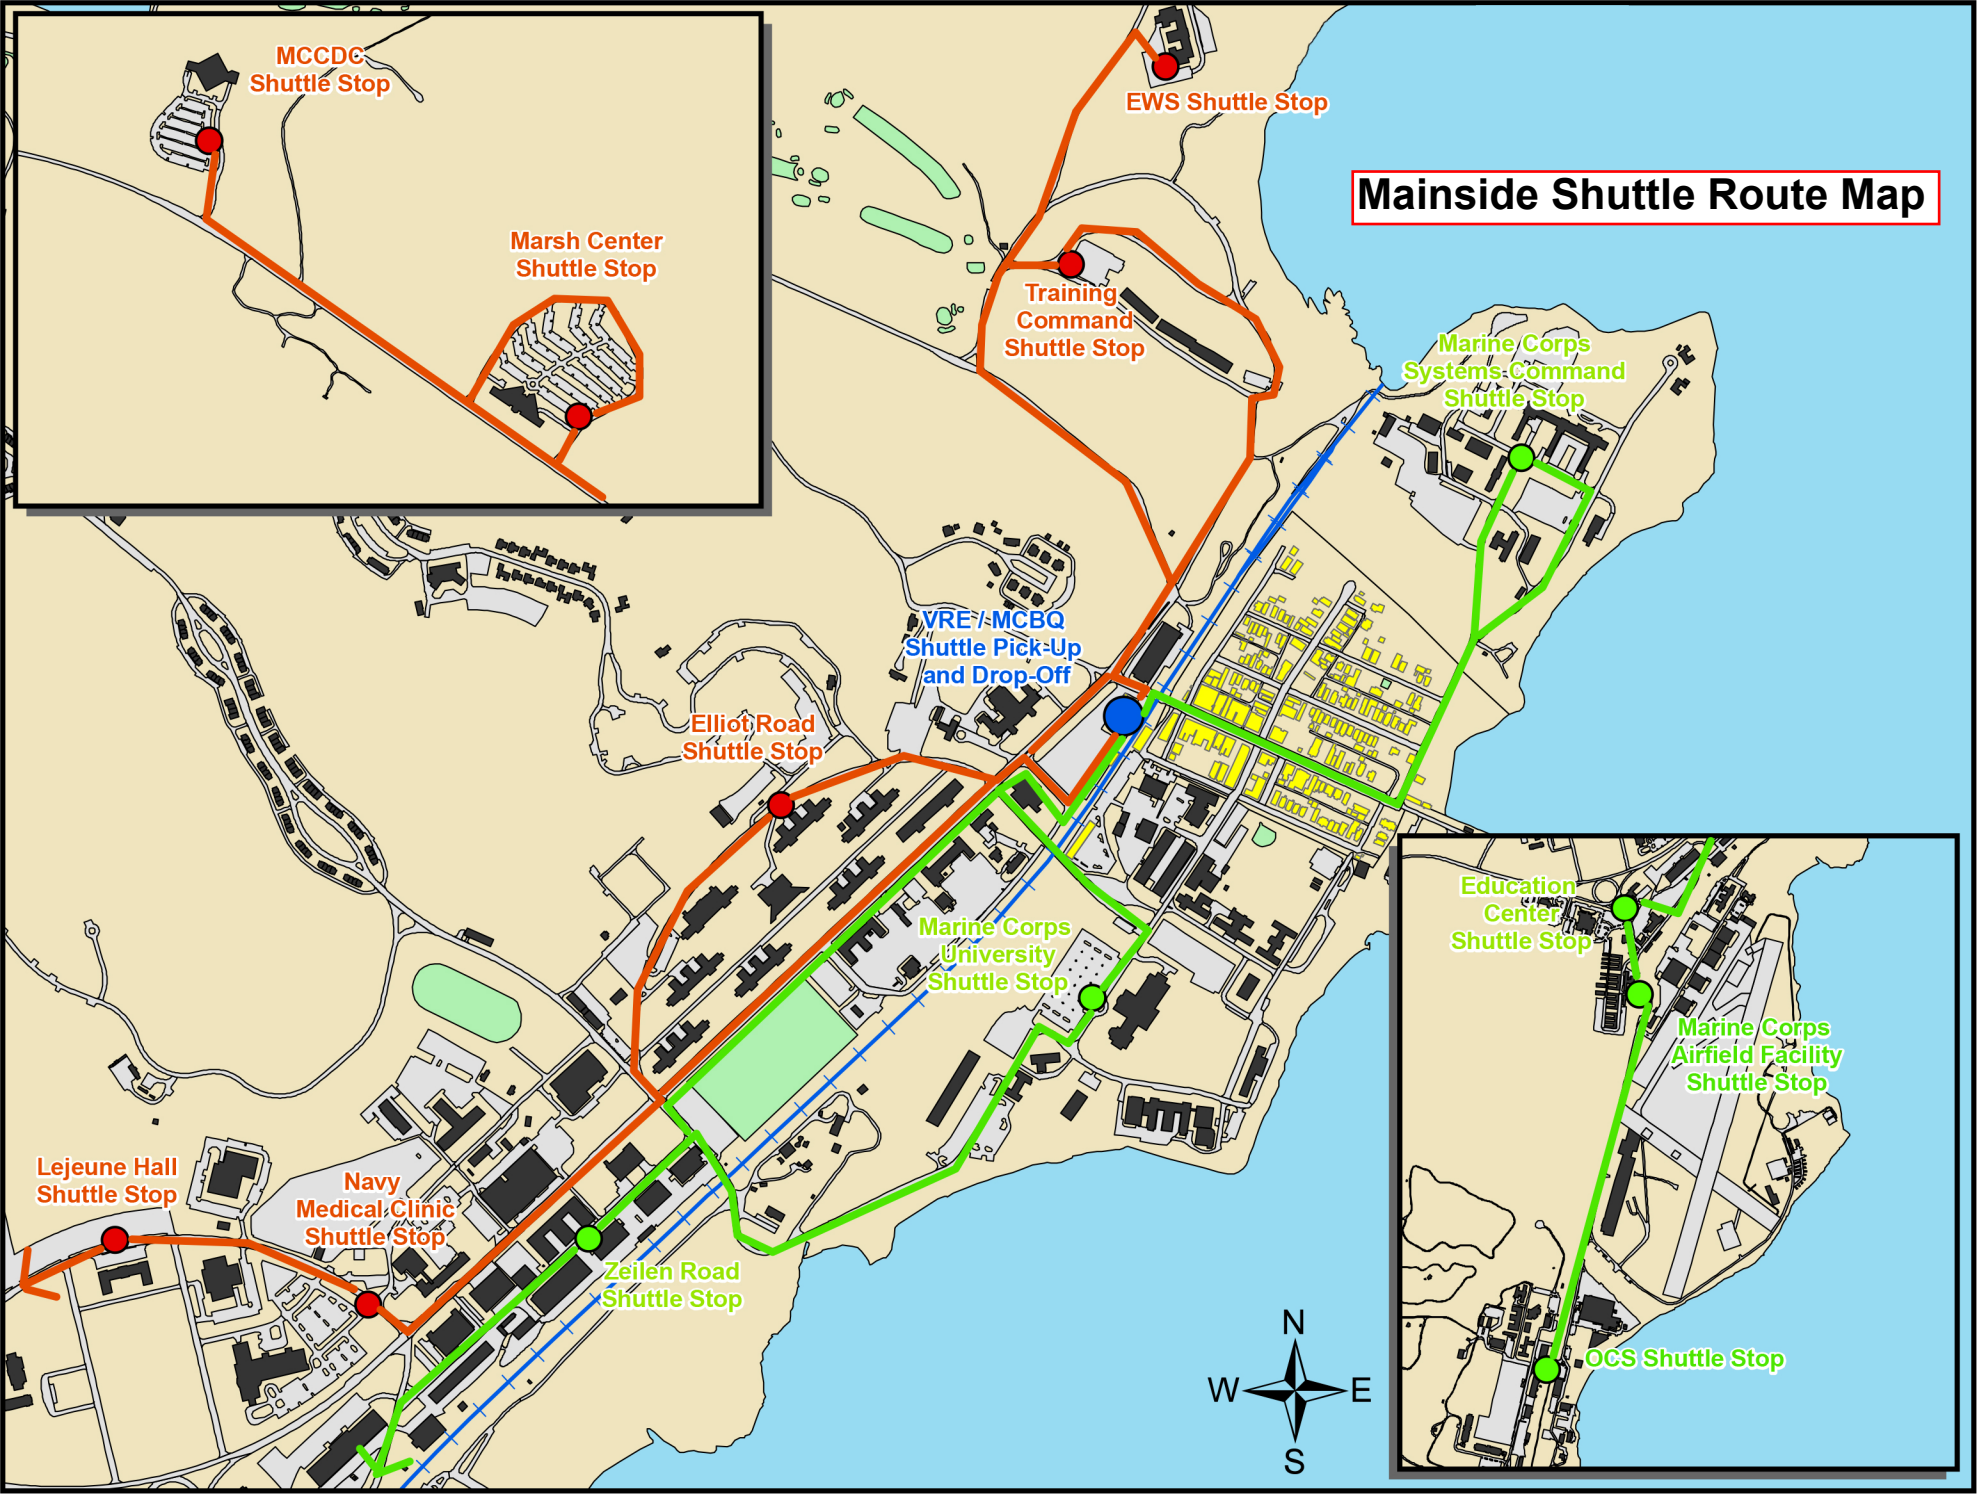 MCCDC
Shuttle Stop
Marsh Center
Shuttle Stop
EWS Shuttle Stop
Mainside Shuttle Route Map
Training
Command
Shuttle Stop
Marine Corps
Systems Command
Shuttle Stop
VRE / MCBQ
Shuttle Pick-Up
and Drop-Off
Elliot Road
Shuttle Stop
Marine Corps
University
Shuttle Stop
Education
Center
Shuttle Stop
Marine Corps
Airfield Facility
Shuttle Stop
OCS Shuttle Stop
Lejeune Hall
Shuttle Stop
Navy
Medical Clinic
Shuttle Stop
Zeilen Road
Shuttle Stop
N
W E
S